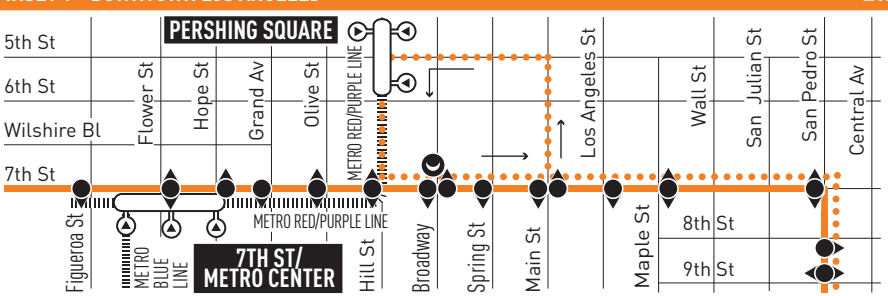 PERSHING SQUARE
5th St
6th St
Wilshire Bl
7th St
Flower St
Hope St
Grand Av
Olive St
METRO RED/PURPLE LINE
Los Angeles St
Wall St
San Julian St
San Pedro St
Central Av
Figueroa St
METRO
BLUE
LINE
METRO RED/PURPLE LINE
7TH ST/
METRO CENTER
Hill St
Broadway
Spring St
Main St
Maple St
8th St
9th St